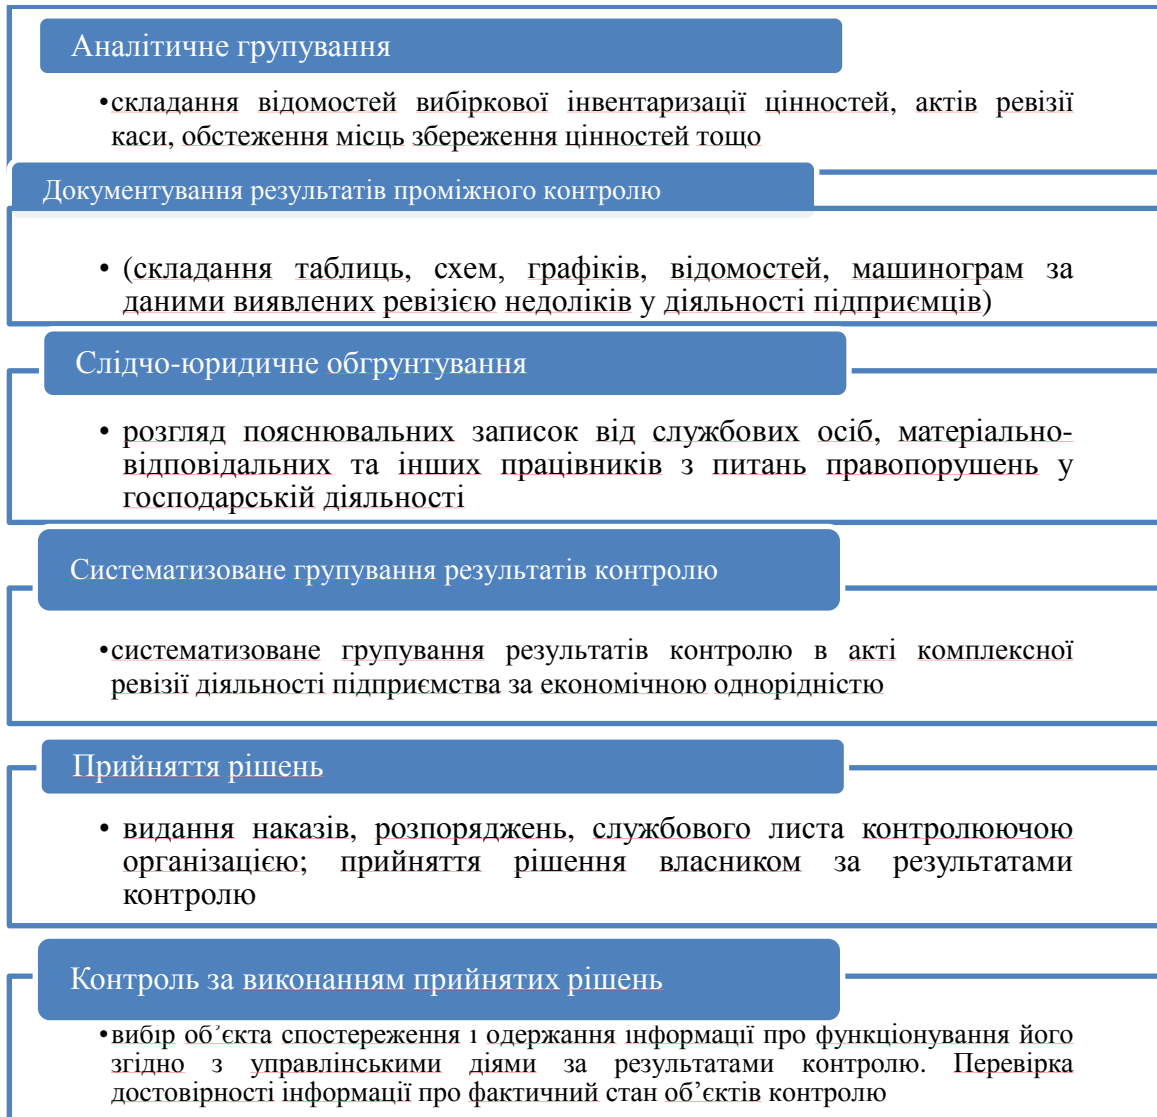 Аналітичне групування
•складання відомостей вибіркової інвентаризації цінностей, актів ревізії
каси, обстеження місць збереження цінностей тощо
Документування результатів проміжного контролю
• (складання таблиць, схем, графіків, відомостей, машинограм за
даними виявлених ревізією недоліків у діяльності підприємців)
Слідчо-юридичне обгрунтування
• розгляд пояснювальних записок від службових осіб, матеріально-
відповідальних та інших працівників з питань правопорушень у
господарській діяльності
Систематизоване групування результатів контролю
•систематизоване групування результатів контролю в акті комплексної
ревізії діяльності підприємства за економічною однорідністю
Прийняття рішень
• видання наказів, розпоряджень, службового листа контролюючою
організацією; прийняття рішення власником за результатами
контролю
Контроль за виконанням прийнятих рішень
•вибір об’єкта спостереження і одержання інформації про функціонування його
згідно з управлінськими діями за результатами контролю. Перевірка
достовірності інформації про фактичний стан об’єктів контролю